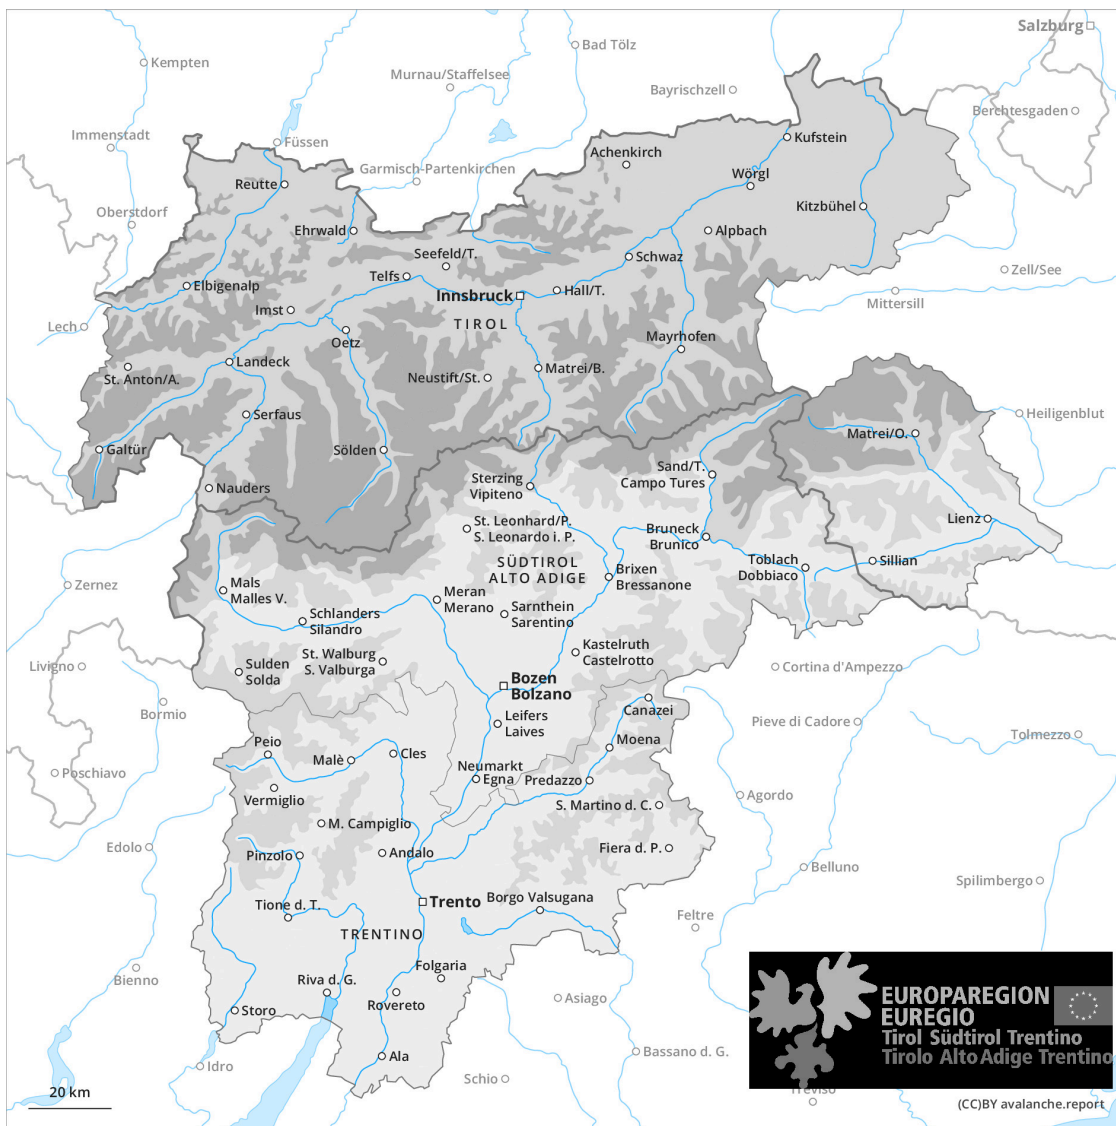 Salzburg
Bad Tölz
Kempten
Murnau/Staffelsee
Bayrischzell
Berchtesgaden
Immenstadt
Füssen
Kufstein
Achenkirch
Garmisch-Partenkirchen
Wörgl
Reutte
Oberstdorf
Kitzbühel
Ehrwald
Alpbach
Seefeld/T.
Schwaz
Telfs
Zell/See
Elbigenalp
Hall/T.
Innsbruck
Mittersill
Imst
TIROL
Lech
Oetz
Mayrhofen
Landeck
Matrei/B.
St. Anton/A.
Neustift/St.
Serfaus
Heiligenblut
Matrei/O.
Galtür
Sölden
Sterzing
Vipiteno
Sand/T.
Campo Tures
Nauders
St. Leonhard/P.
S. Leonardo i. P.
Lienz
Bruneck
Brunico
SÜDTIROL
ALTO ADIGE
Toblach
Dobbiaco
Sillian
Brixen
Bressanone
Zernez
Mals
Malles V.
Meran
Merano
Schlanders
Silandro
Sarnthein
Sarentino
Kastelruth
Castelrotto
St. Walburg
S. Valburga
Livigno
Sulden
Solda
Cortina d'Ampezzo
Bozen
Bolzano
Canazei
Bormio
Leifers
Laives
Pieve di Cadore
Tolmezzo
Moena
Peio
Malè
Cles
Neumarkt
Egna
Predazzo
Poschiavo
Vermiglio
Agordo
S. Martino d. C.
M. Campiglio
Edolo
Pinzolo
Andalo
Fiera d. P.
Belluno
Spilimbergo
Tione d. T.
Trento
Borgo Valsugana
Feltre
TRENTINO
Folgaria
Bienno
Riva d. G.
Rovereto
Asiago
Storo
EUROPAREGION
EUREGIO
Tirol Südtirol Trentino
Tirolo Alto Adige Trentino
Ala
Idro
Bassano d. G.
Schio
Treviso
20 km
(CC)BY avalanche.report